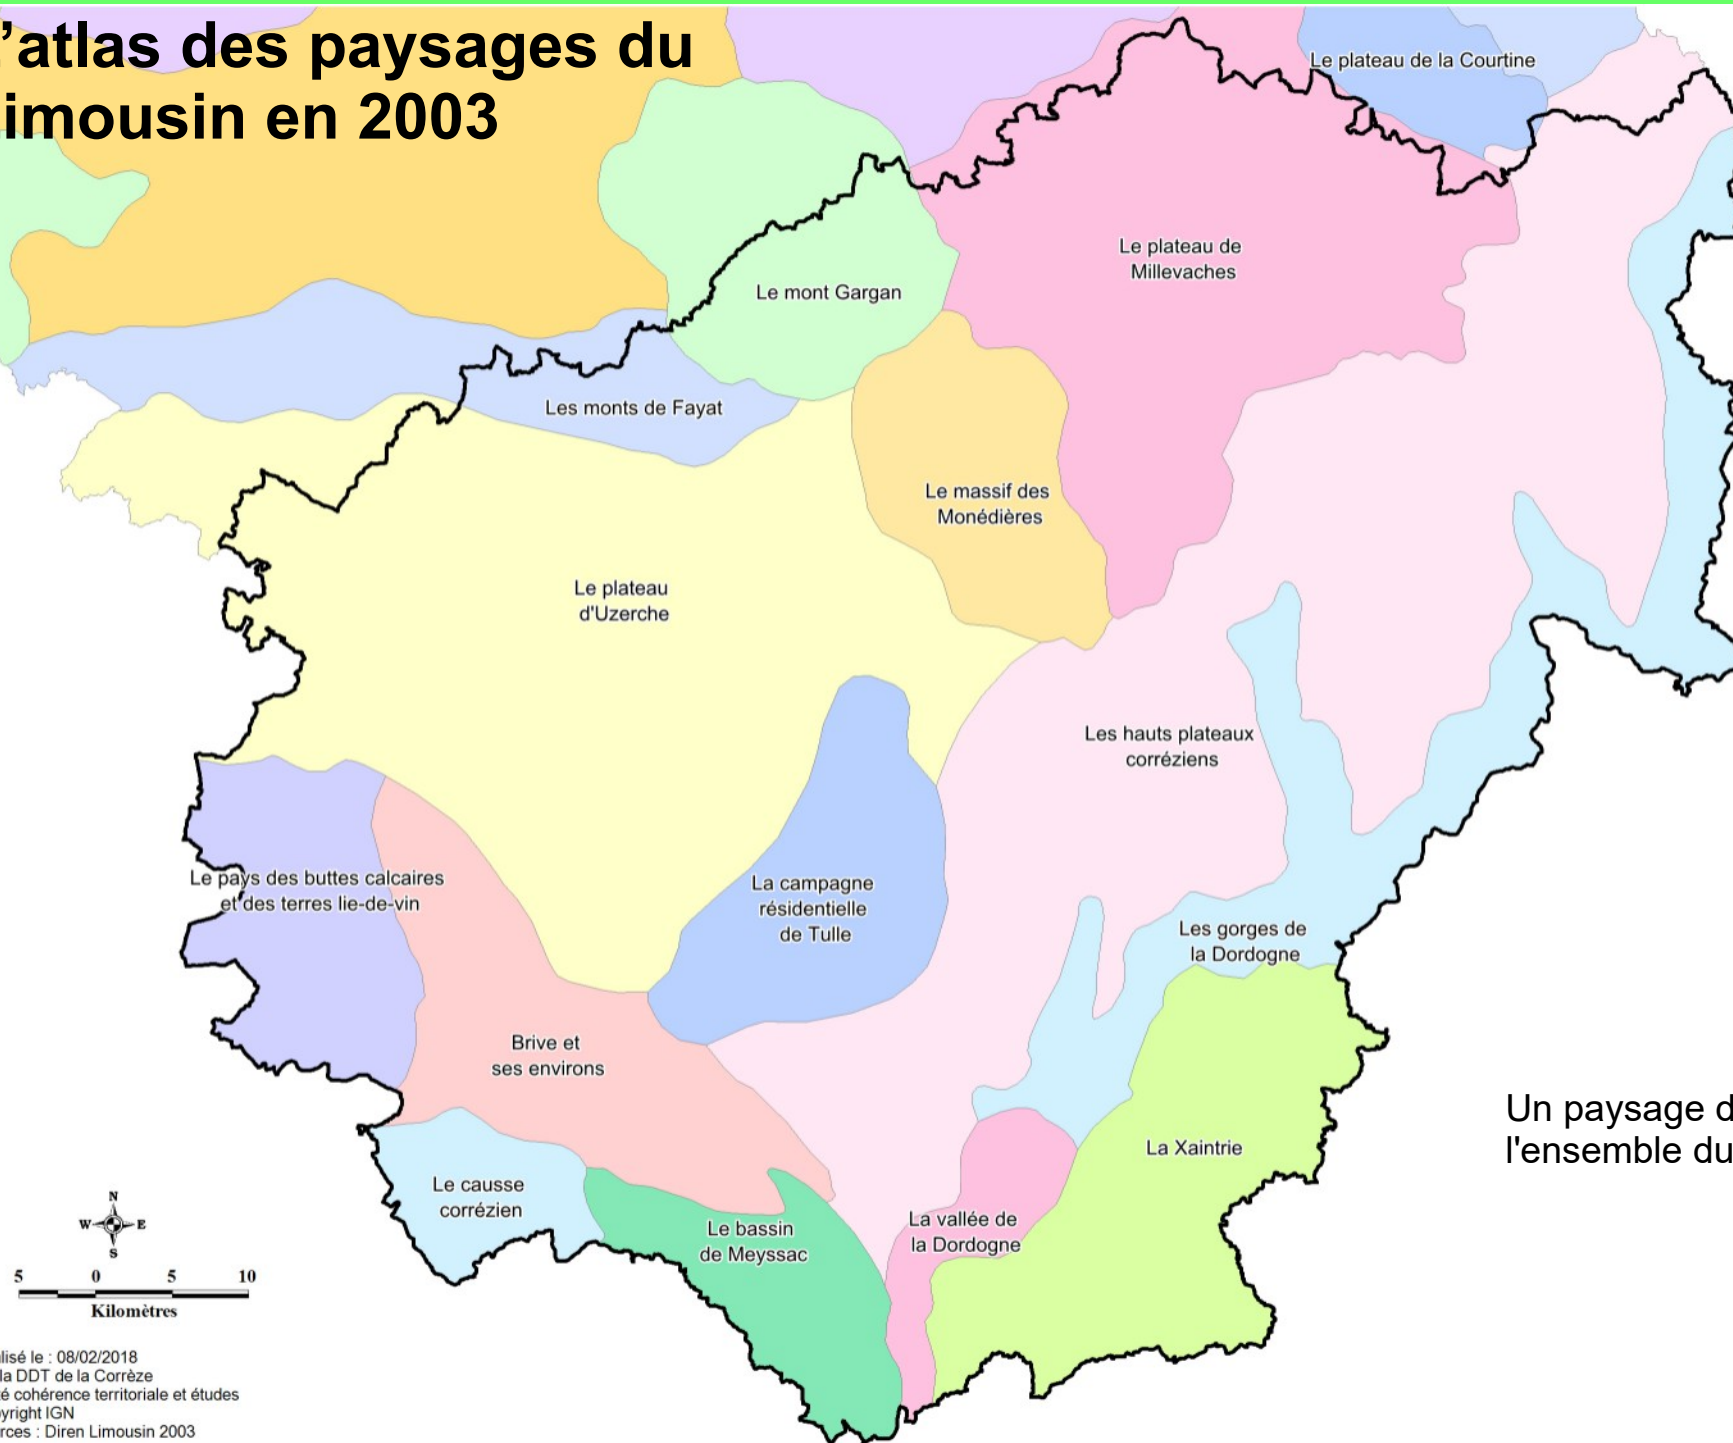 'atlas des paysages du
imousin en 2003
Le plateau de la Courtine
Le plateau de
Millevaches
Le mont Gargan
Les monts de Fayat
Le massif des
Monédières
Le plateau
d'Uzerche
Les hauts plateaux
corréziens
Le pays des buttes calcaires
et des terres lie-de-vin
La campagne
résidentielle
de Tulle
Les gorges de
la Dordogne
Brive et
ses environs
Un paysage d
l'ensemble du
La Xaintrie
Le causse
corrézien
La vallée de
la Dordogne
Le bassin
de Meyssac
N
W E
S
5 0 5 10
Kilomètres
lisé le : 08/02/2018
la DDT de la Corrèze
té cohérence territoriale et études
yright IGN
rces : Diren Limousin 2003